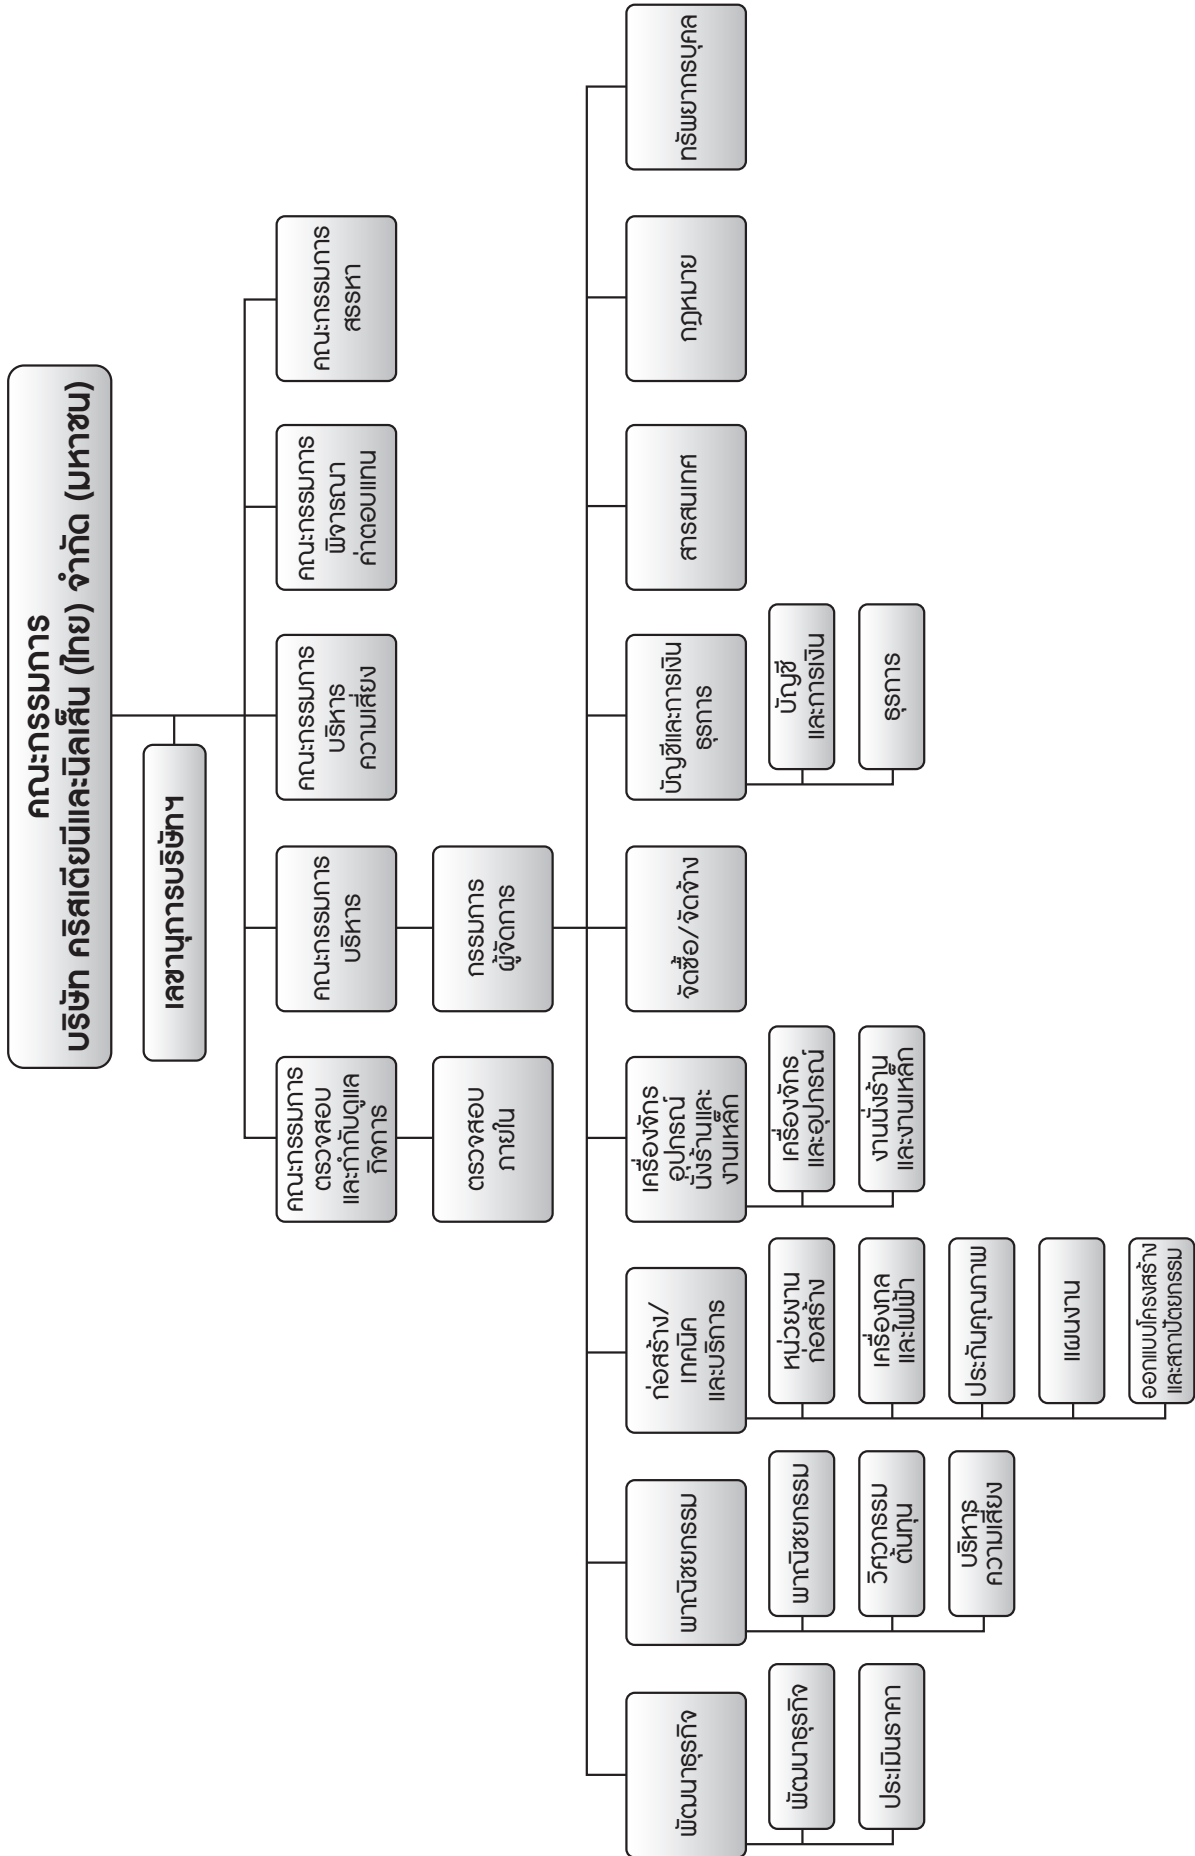 คณะกรรมการ
บริษัท คริสเตียนีและนีลเส็น (ไทย) จำกัด (มหาชน)
เลขานุการบริษัทฯ
คณะกรรมการ
ตรวจสอบ
และกำกับดูแล
กิจการ
คณะกรรมการ
บริหาร
คณะกรรมการ
บริหาร
ความเสี่ยง
คณะกรรมการ
พิจารณา
ค่าตอบแทน
คณะกรรมการ
สรรหา
ตรวจสอบ
ภายใน
กรรมการ
ผู้จัดการ
พัฒนาธุรกิจ
พาณิชยกรรม
ก่อสร้าง/
เทคนิค
และบริการ
เครื่องจักร
อุปกรณ์
นั่งร้านและ
งานเหล็ก
จัดซื้อ/จัดจ้าง
บัญชีและการเงิน
ธุรการ
สารสนเทศ
กฎหมาย
ทรัพยากรบุคคล
พัฒนาธุรกิจ
ประเมินราคา
พาณิชยกรรม
วิศวกรรม
ต้นทุน
บริหาร
ความเสี่ยง
หน่วยงาน
ก่อสร้าง
เครื่องกล
และไฟฟ้า
ประกันคุณภาพ
แผนงาน
ออกแบบโครงสร้าง
และสถาปัตยกรรม
เครื่องจักร
และอุปกรณ์
งานนั่งร้าน
และงานเหล็ก
บัญชี
และการเงิน
ธุรการ